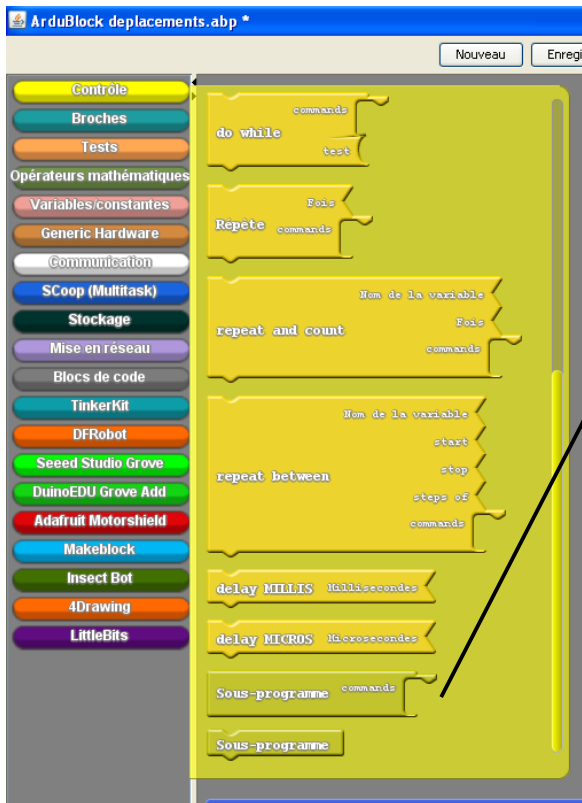 ArduBlock deplacements.abp *
Nouveau
Enregi
Contrôle
Broches
Tests
Opérateurs mathématiques
Variables/constantes
Generic Hardware
Communication
SCoop (Multitask)
Stockage
Mise en réseau
Blocs de code
TinkerKit
DFRobot
Seeed Studio Grove
DuinoEDU Grove Add
Adafruit Motorshield
Makeblock
Insect Bot
4Drawing
LittleBits
commands
do while
test
Fois
Répète commands
Nom de la variable
repeat and count Fois
commands
Nom de la variable
start
repeat between stop
steps of
commands
delay MILLIS Millisecondes
delay MICROS Microsecondes
Sous-programme commands
Sous-programme